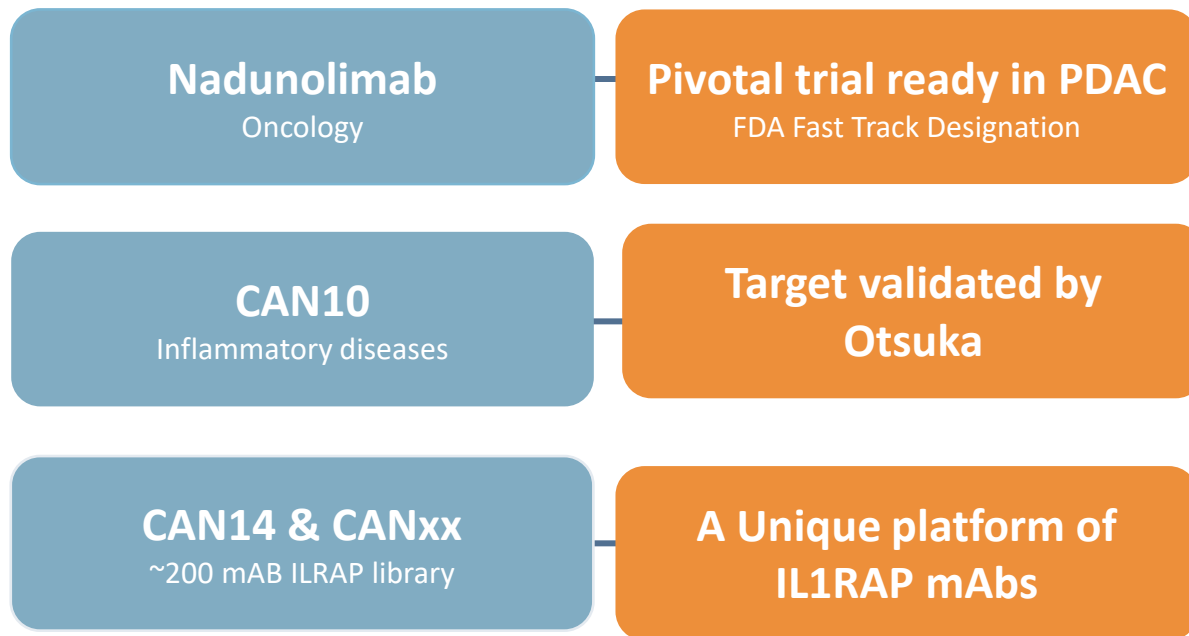 Nadunolimab
Oncology
Pivotal trial ready in PDAC
FDA Fast Track Designation
CAN10
Inflammatory diseases
Target validated by
Otsuka
CAN14 & CANxx
~200 mAB ILRAP library
A Unique platform of
IL1RAP mAbs